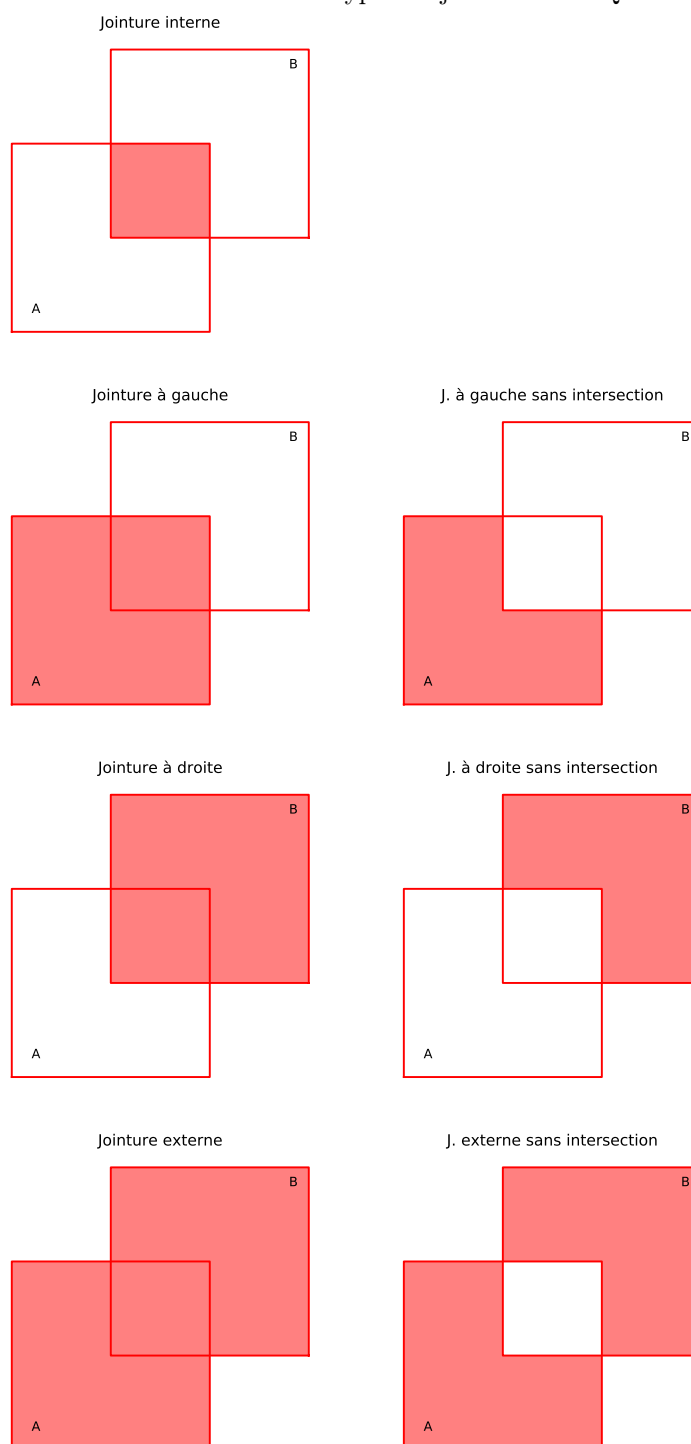 Jointure interne
B
A
Jointure à gauche
J. à gauche sans intersection
B
B
A
A
Jointure à droite
J. à droite sans intersection
B
B
A
A
Jointure externe
J. externe sans intersection
B
B
A
A